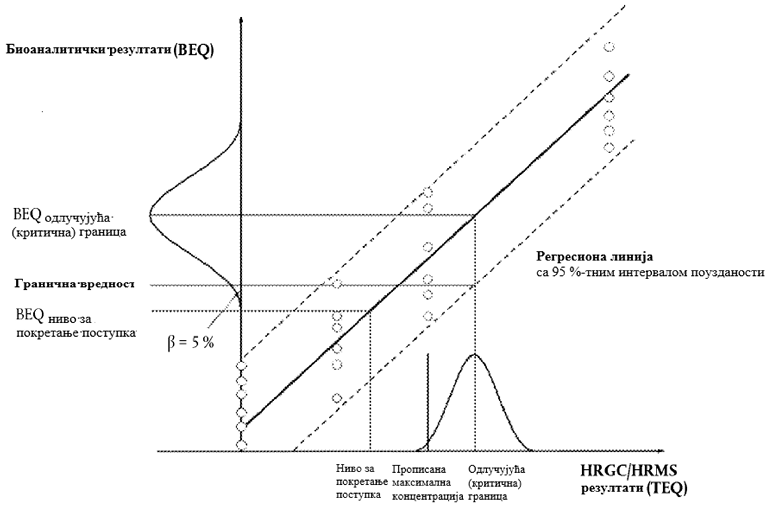 Биоаналитички резултати (BEQ)
BEQ одлучујућа
(критична) граница
Гранична вредност
BEQ ниво за
покретање поступка
β = 5 %
Регресиона линија
са 95 %-тним интервалом поузданости
Ниво за
покретање
поступка
Прописана
максимална
концентрација
Одлучујућа
(критична)
граница
HRGC/HRMS
резултати (TEQ)